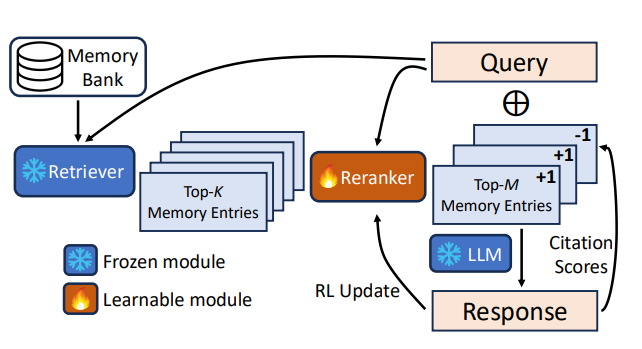 Memory
Bank
Query
-1
+1
+1
Retriever
Top-K
Memory Entries
Reranker
Top-M
Memory Entries
Frozen module
LLM
Citation
Scores
Learnable module
RL Update
Response